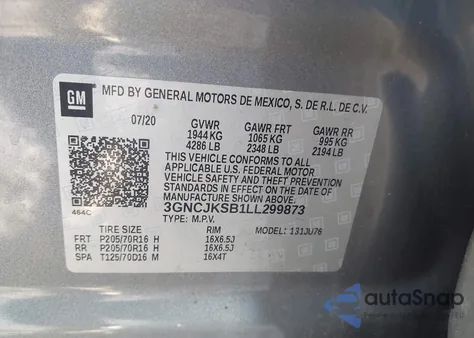 GM
MFD BY GENERAL MOTORS DE MEXICO, S. DE R.L. DE C.V.
07/20 GVWR GAWR FRT GAWR RR
1944 KG 1065 KG 995 KG
4286 LB 2348 LB 2194 LB
THIS VEHICLE CONFORMS TO ALL
APPLICABLE U.S. FEDERAL MOTOR
VEHICLE SAFETY AND THEFT PREVENTION
STANDARDS IN EFFECT ON THE DATE OF
MANUFACTURE SHOWN ABOVE.
464C 3GNCJKSB1LL299873
TYPE: M.P.V. MODEL: 131JU76
TIRE SIZE RIM
FRT P205/70R16 H 16X6.5J
RR P205/70R16 H 16X6.5J
SPA T125/70D16 M 16X4T
autoSnap